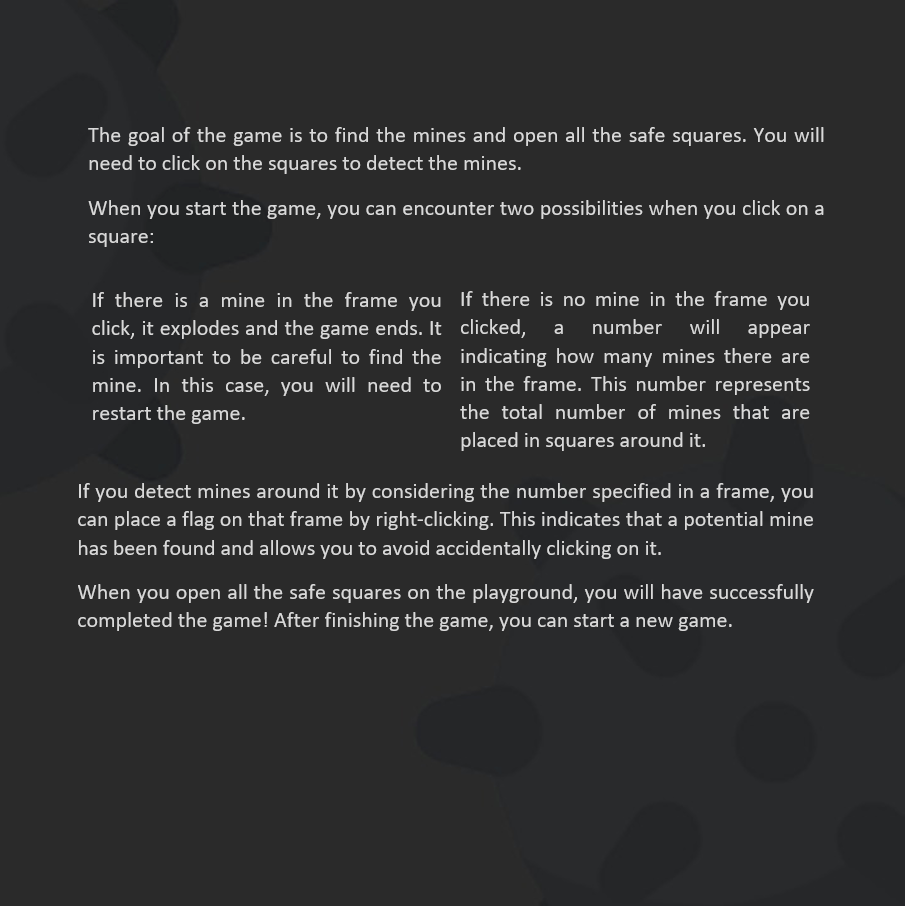 The goal of the game is to find the mines and open all the safe squares. You will
need to click on the squares to detect the mines.
When you start the game, you can encounter two possibilities when you click on a
square:
If there is a mine in the frame you
click, it explodes and the game ends. It
is important to be careful to find the
mine. In this case, you will need to
restart the game.
If there is no mine in the frame you
clicked, a number will appear
indicating how many mines there are
in the frame. This number represents
the total number of mines that are
placed in squares around it.
If you detect mines around it by considering the number specified in a frame, you
can place a flag on that frame by right-clicking. This indicates that a potential mine
has been found and allows you to avoid accidentally clicking on it.
When you open all the safe squares on the playground, you will have successfully
completed the game! After finishing the game, you can start a new game.